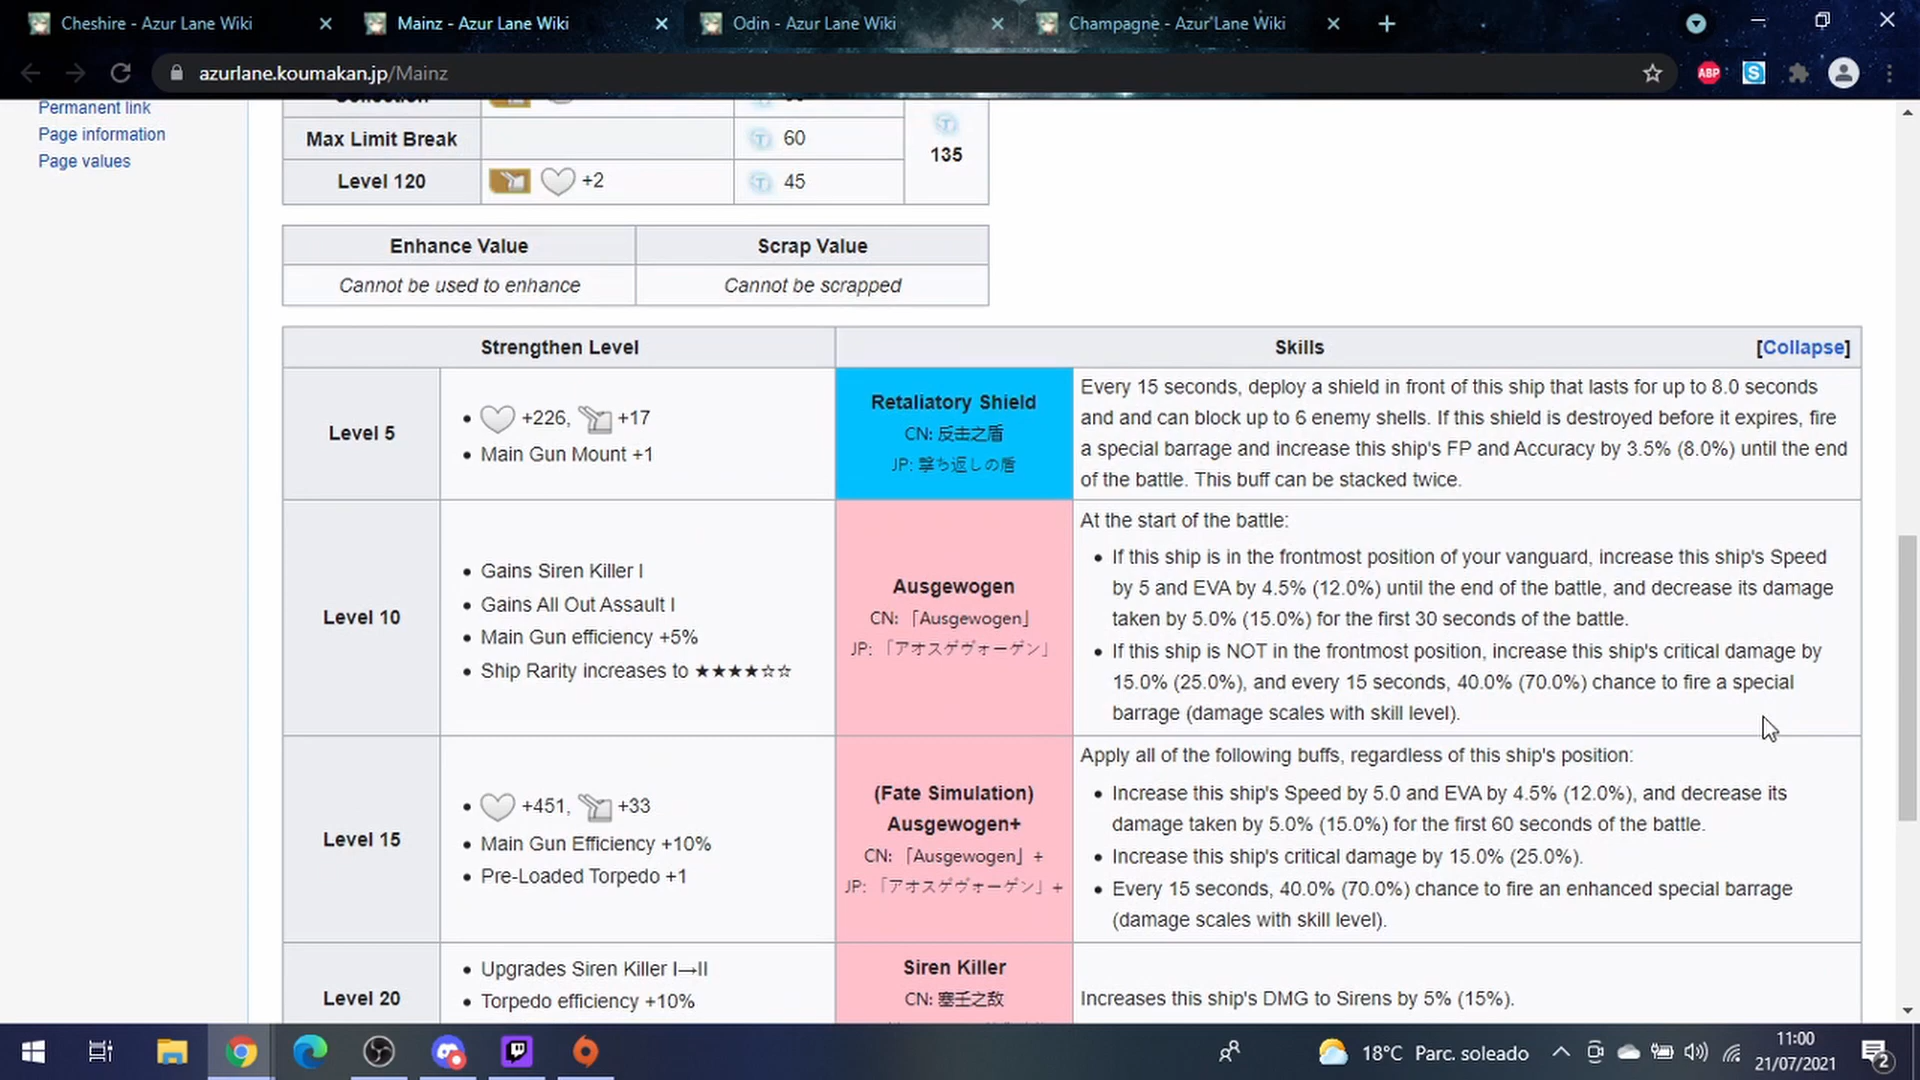 Cheshire - Azur Lane Wiki
Mainz - Azur Lane Wiki
Odin - Azur Lane Wiki
Champagne - Azur Lane Wiki
azurlane.koumakan.jp/Mainz
ABP
Permanent link
Page information
Page values
Max Limit Break
60
135
Level 120
+2
45
Enhance Value
Scrap Value
Cannot be used to enhance
Cannot be scrapped
Strengthen Level
Skills
[Collapse]
Level 5
+226, +17
Main Gun Mount +1
Retaliatory Shield
CN: 反击之盾
JP: 撃ち返しの盾
Every 15 seconds, deploy a shield in front of this ship that lasts for up to 8.0 seconds
and and can block up to 6 enemy shells. If this shield is destroyed before it expires, fire
a special barrage and increase this ship's FP and Accuracy by 3.5% (8.0%) until the end
of the battle. This buff can be stacked twice.
Level 10
Gains Siren Killer I
Gains All Out Assault I
Main Gun efficiency +5%
Ship Rarity increases to ★★★★☆☆
Ausgewogen
CN: 「Ausgewogen」
JP: 「アオスゲヴォーゲン」
At the start of the battle:
If this ship is in the frontmost position of your vanguard, increase this ship's Speed
by 5 and EVA by 4.5% (12.0%) until the end of the battle, and decrease its damage
taken by 5.0% (15.0%) for the first 30 seconds of the battle.
If this ship is NOT in the frontmost position, increase this ship's critical damage by
15.0% (25.0%), and every 15 seconds, 40.0% (70.0%) chance to fire a special
barrage (damage scales with skill level).
Level 15
+451, +33
Main Gun Efficiency +10%
Pre-Loaded Torpedo +1
(Fate Simulation)
Ausgewogen+
CN: 「Ausgewogen」+
JP: 「アオスゲヴォーゲン」+
Apply all of the following buffs, regardless of this ship's position:
Increase this ship's Speed by 5.0 and EVA by 4.5% (12.0%), and decrease its
damage taken by 5.0% (15.0%) for the first 60 seconds of the battle.
Increase this ship's critical damage by 15.0% (25.0%).
Every 15 seconds, 40.0% (70.0%) chance to fire an enhanced special barrage
(damage scales with skill level).
Level 20
Upgrades Siren Killer I→II
Torpedo efficiency +10%
Siren Killer
CN: 塞壬之敌
Increases this ship's DMG to Sirens by 5% (15%).
18°C Parc. soleado
11:00
21/07/2021
2